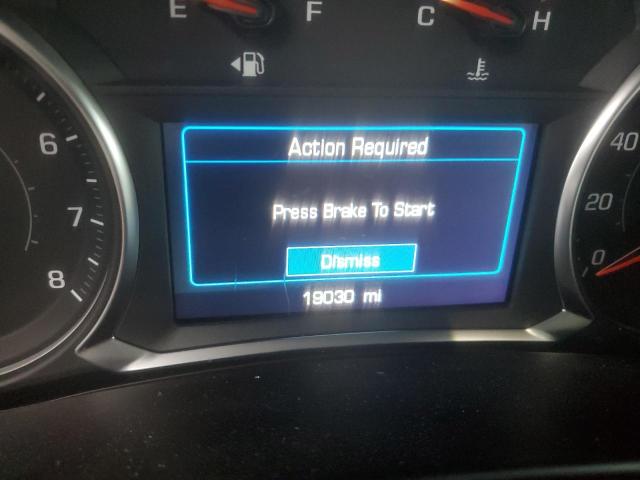 E F C H
Action Required
Press Brake To Start
Dismiss
19030 mi
6
7
8
40
20
0